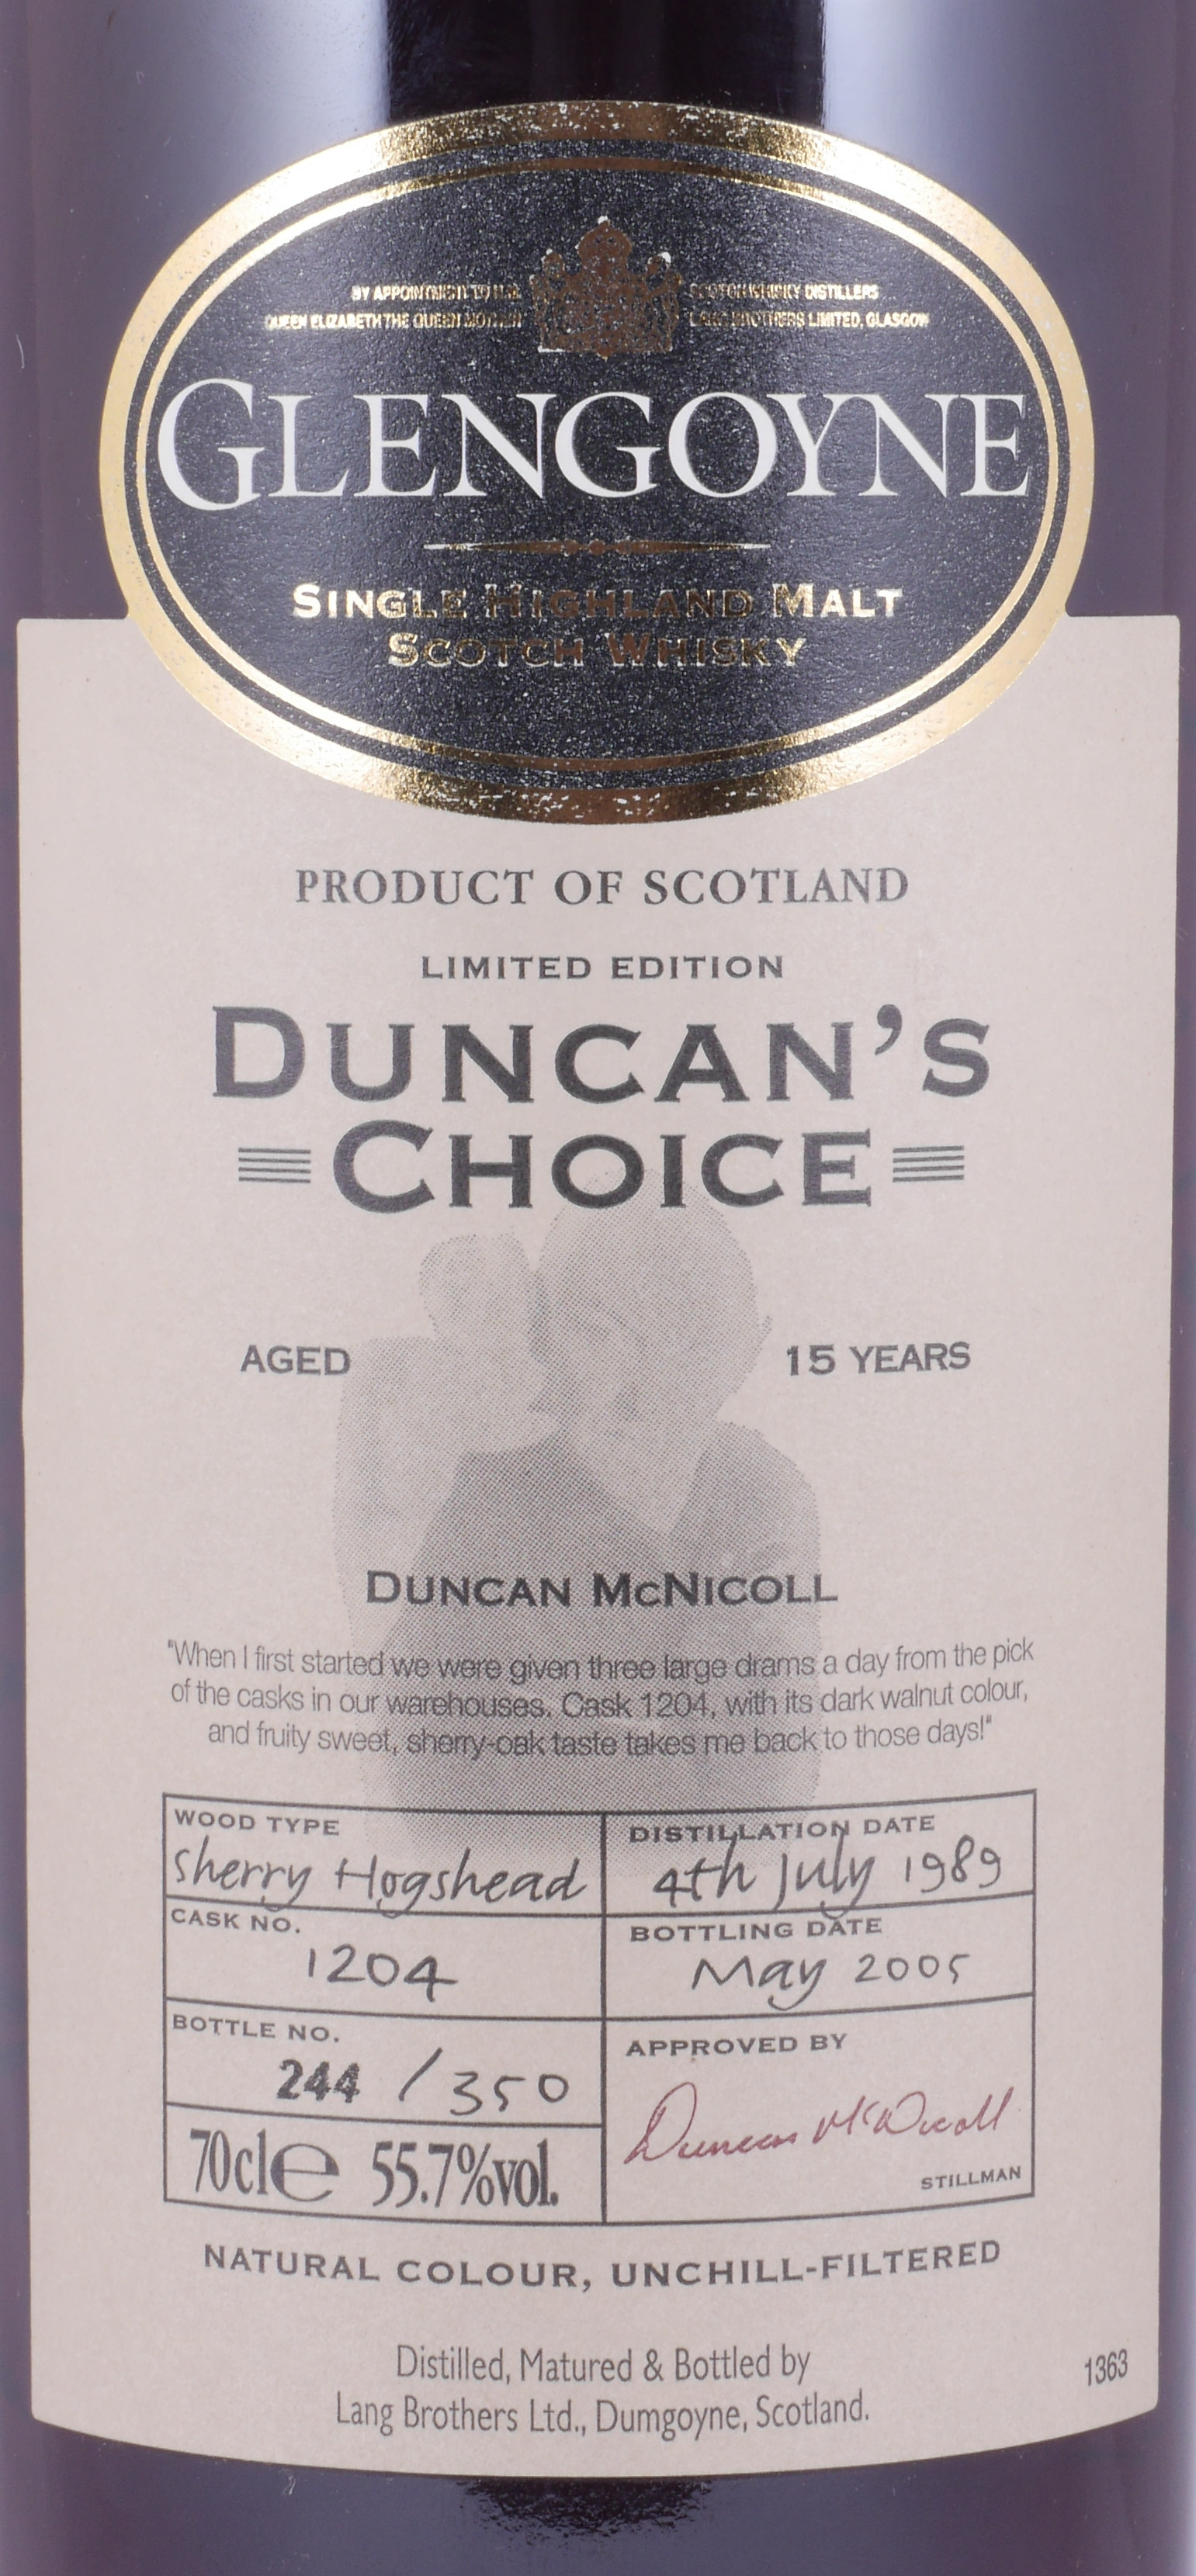 BY APPOINTMENT TO H.M. SCOTCH WHISKY DISTILLERS
QUEEN ELIZABETH THE QUEEN MOTHER LANG BROTHERS LIMITED, GLASGOW
GLENGOYNE
SINGLE HIGHLAND MALT
SCOTCH WHISKY
PRODUCT OF SCOTLAND
LIMITED EDITION
DUNCAN'S
CHOICE
AGED 15 YEARS
DUNCAN MCNICOLL
"When I first started we were given three large drams a day from the pick
of the casks in our warehouses. Cask 1204, with its dark walnut colour,
and fruity sweet, sherry-oak taste takes me back to those days!"
WOOD TYPE
Sherry Hogshead
DISTILLATION DATE
4th July 1989
CASK NO.
1204
BOTTLING DATE
May 2005
BOTTLE NO.
244 / 350
70cl e 55.7%vol.
APPROVED BY
Duncan McNicoll
STILLMAN
NATURAL COLOUR, UNCHILL-FILTERED
Distilled, Matured & Bottled by
Lang Brothers Ltd., Dumgoyne, Scotland.
1363